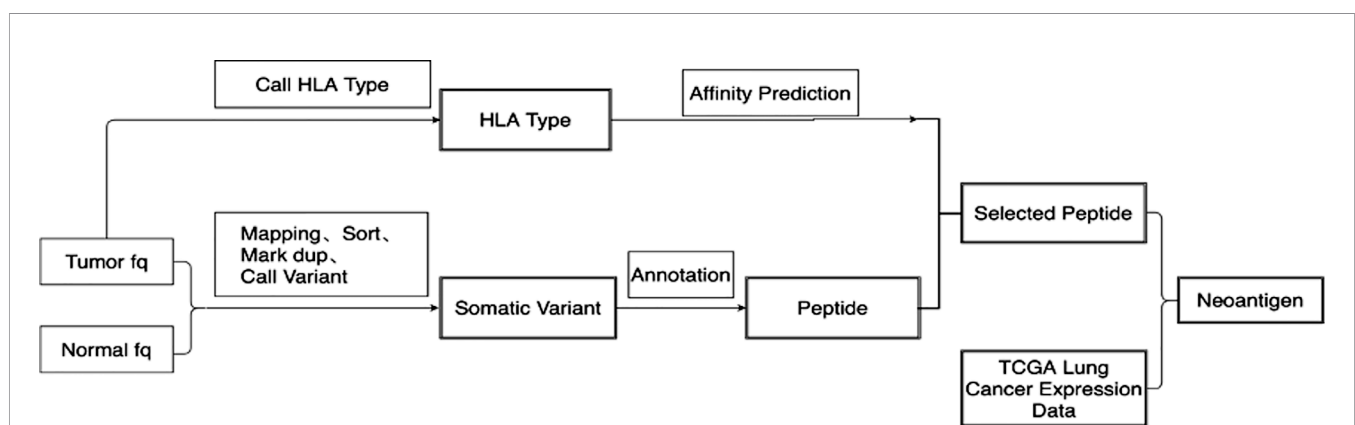 Call HLA Type
HLA Type
Affinity Prediction
Tumor fq
Normal fq
Mapping、Sort、
Mark dup、
Call Variant
Somatic Variant
Annotation
Peptide
Selected Peptide
TCGA Lung
Cancer Expression
Data
Neoantigen